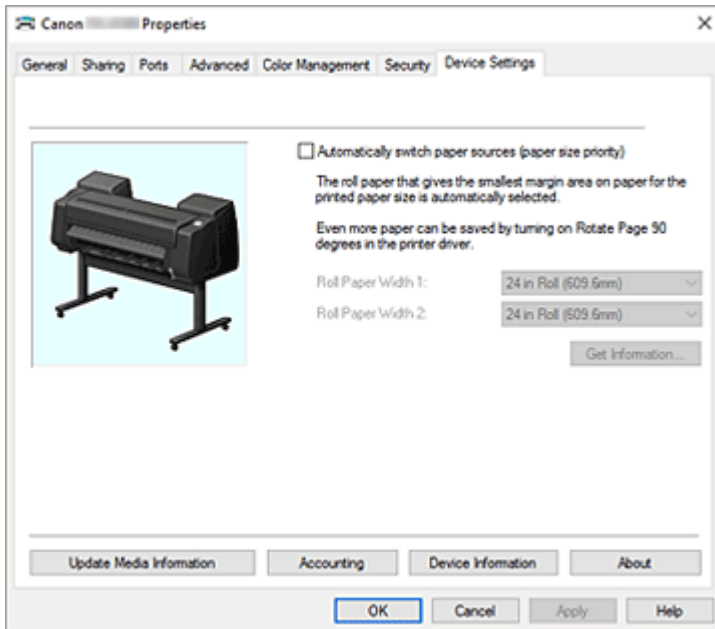 Canon Properties
General Sharing Ports Advanced Color Management Security Device Settings
Automatically switch paper sources (paper size priority)
The roll paper that gives the smallest margin area on paper for the
printed paper size is automatically selected.
Even more paper can be saved by turning on Rotate Page 90
degrees in the printer driver.
Roll Paper Width 1: 24 in Roll (609.6mm)
Roll Paper Width 2: 24 in Roll (609.6mm)
Get Information...
Update Media Information Accounting Device Information About
OK Cancel Apply Help